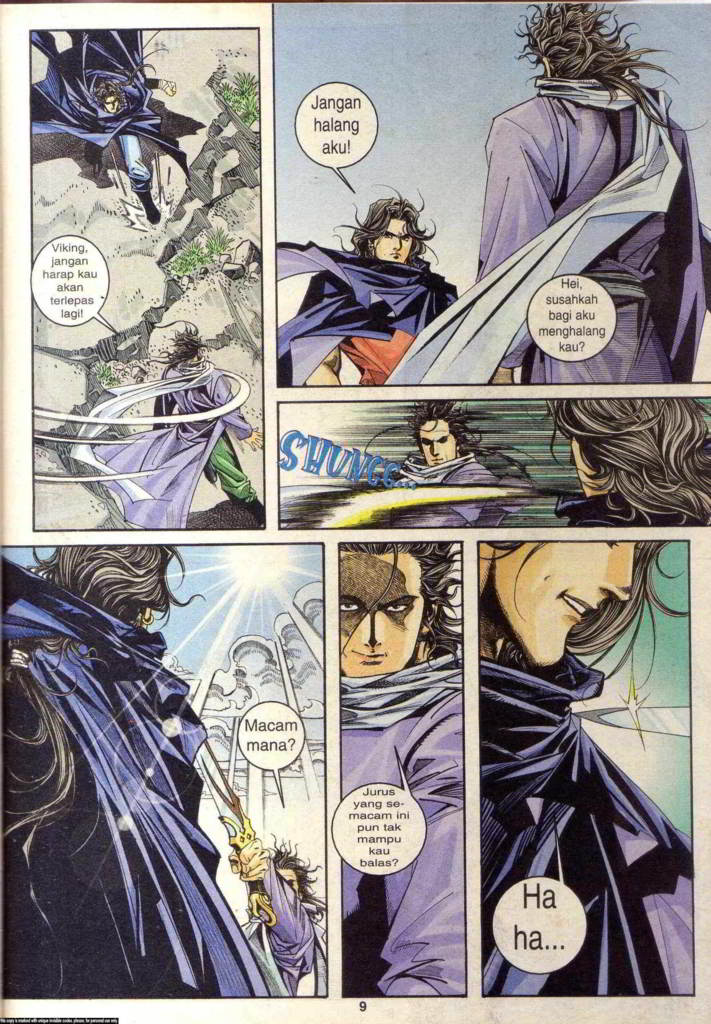 Viking,
jangan
harap kau
akan
terlepas
lagi!
Jangan
halang
aku!
Hei,
susahkah
bagi aku
menghalang
kau?
SHUNGG...
Macam
mana?
Jurus
yang se-
macam ini
pun tak
mampu
kau
balas?
Ha
ha...
9